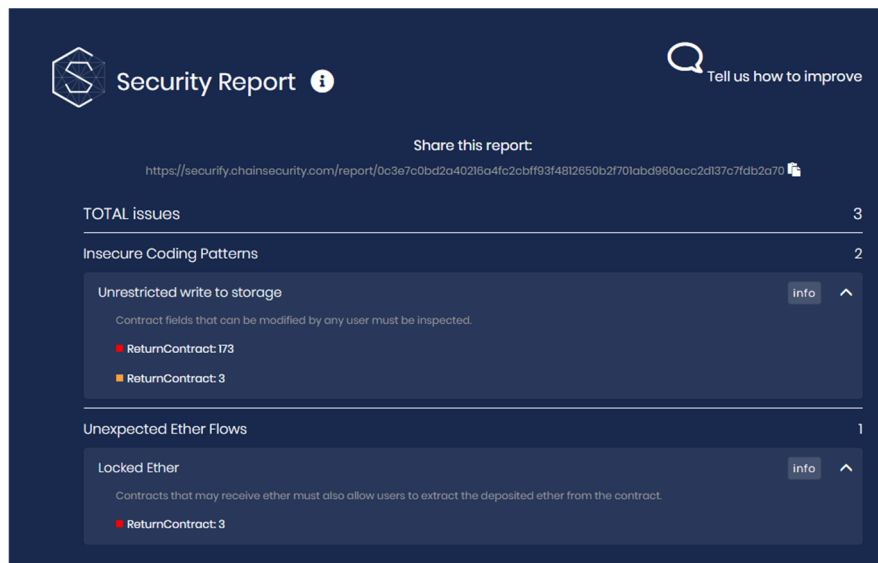 Security Report
Tell us how to improve
Share this report:
https://securify.chainsecurity.com/report/0c3e7c0bd2a40216a4fc2cbff93f4812650b2f701abd960acc2d137c7fdb2a70
TOTAL issues 3
Insecure Coding Patterns 2
Unrestricted write to storage info
Contract fields that can be modified by any user must be inspected.
ReturnContract: 173
ReturnContract: 3
Unexpected Ether Flows 1
Locked Ether info
Contracts that may receive ether must also allow users to extract the deposited ether from the contract.
ReturnContract: 3